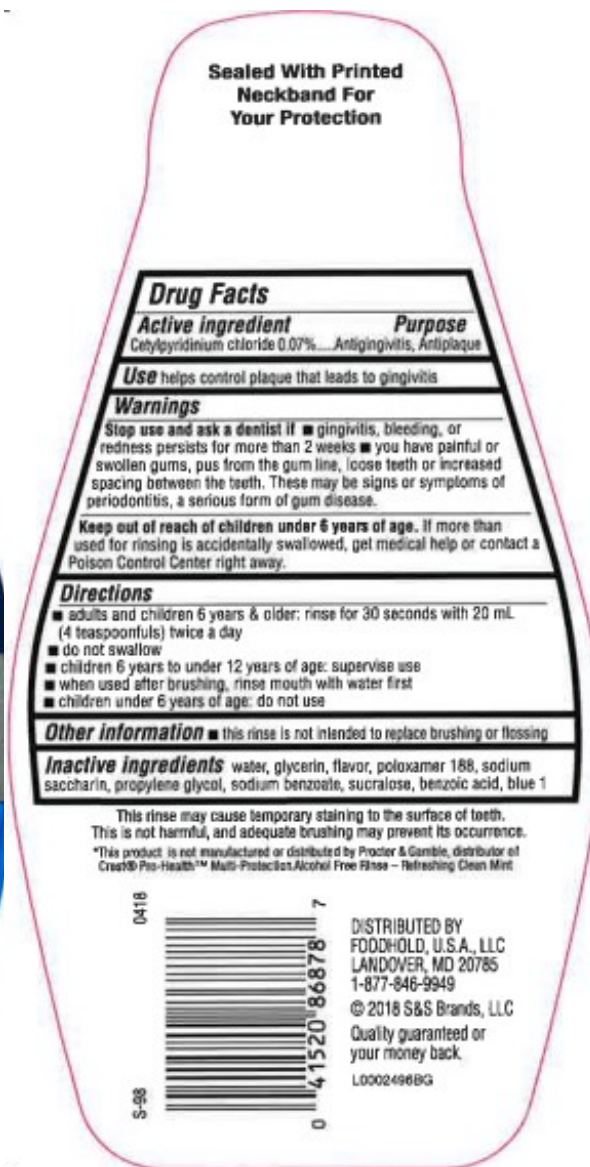 Sealed With Printed
Neckband For
Your Protection
Drug Facts
Active ingredient Purpose
Cetylpyridinium chloride 0.07%.....Antigingivitis, Antiplaque
Use helps control plaque that leads to gingivitis
Warnings
Stop use and ask a dentist if ■ gingivitis, bleeding, or
redness persists for more than 2 weeks ■ you have painful or
swollen gums, pus from the gum line, loose teeth or increased
spacing between the teeth. These may be signs or symptoms of
periodontitis, a serious form of gum disease.
Keep out of reach of children under 6 years of age. If more than
used for rinsing is accidentally swallowed, get medical help or contact a
Poison Control Center right away.
Directions
■ adults and children 6 years & older: rinse for 30 seconds with 20 mL
(4 teaspoonfuls) twice a day
■ do not swallow
■ children 6 years to under 12 years of age: supervise use
■ when used after brushing, rinse mouth with water first
■ children under 6 years of age: do not use
Other information ■ this rinse is not intended to replace brushing or flossing
Inactive ingredients water, glycerin, flavor, poloxamer 188, sodium
saccharin, propylene glycol, sodium benzoate, sucralose, benzoic acid, blue 1
This rinse may cause temporary staining to the surface of teeth.
This is not harmful, and adequate brushing may prevent its occurrence.
*This product is not manufactured or distributed by Procter & Gamble, distributor of
Crest® Pro-Health™ Multi-Protection Alcohol Free Rinse – Refreshing Clean Mint
S-98 0418
0 41520 86878 7
DISTRIBUTED BY
FOODHOLD, U.S.A., LLC
LANDOVER, MD 20785
1-877-846-9949
© 2018 S&S Brands, LLC
Quality guaranteed or
your money back.
L0002496BG